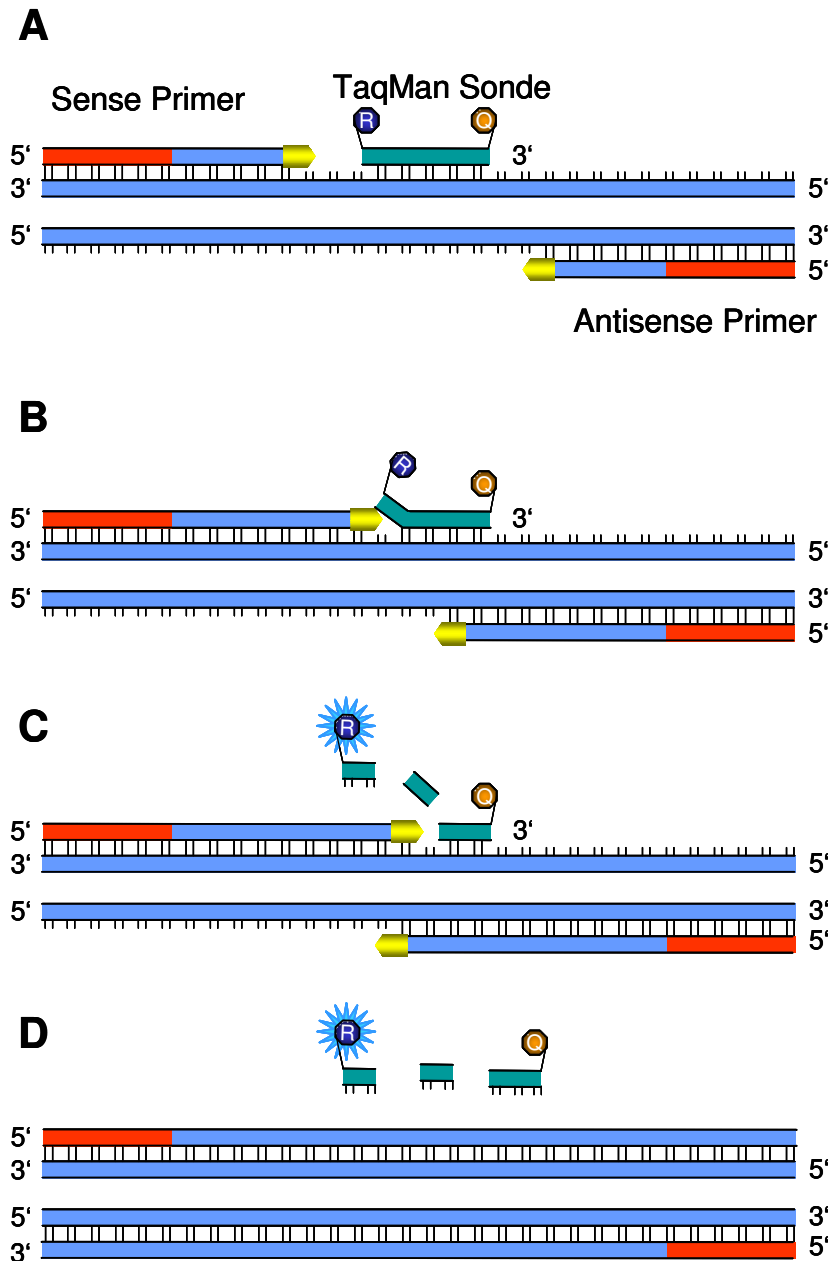 A
Sense Primer
TaqMan Sonde
R Q
5‘ 3‘
3‘ 5‘
5‘ 3‘
5‘
Antisense Primer
B
R
Q
5‘ 3‘
3‘ 5‘
5‘ 3‘
5‘
C
R
Q
5‘ 3‘
3‘ 5‘
5‘ 3‘
5‘
D
R
Q
5‘
3‘ 5‘
5‘ 3‘
3‘ 5‘